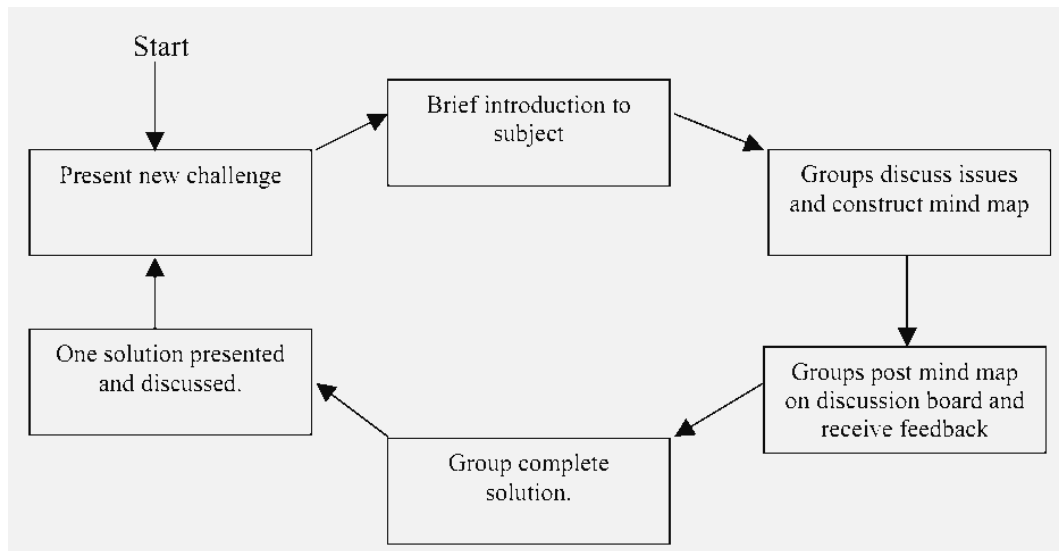 Start
Present new challenge
Brief introduction to
subject
Groups discuss issues
and construct mind map
Groups post mind map
on discussion board and
receive feedback
Group complete
solution.
One solution presented
and discussed.